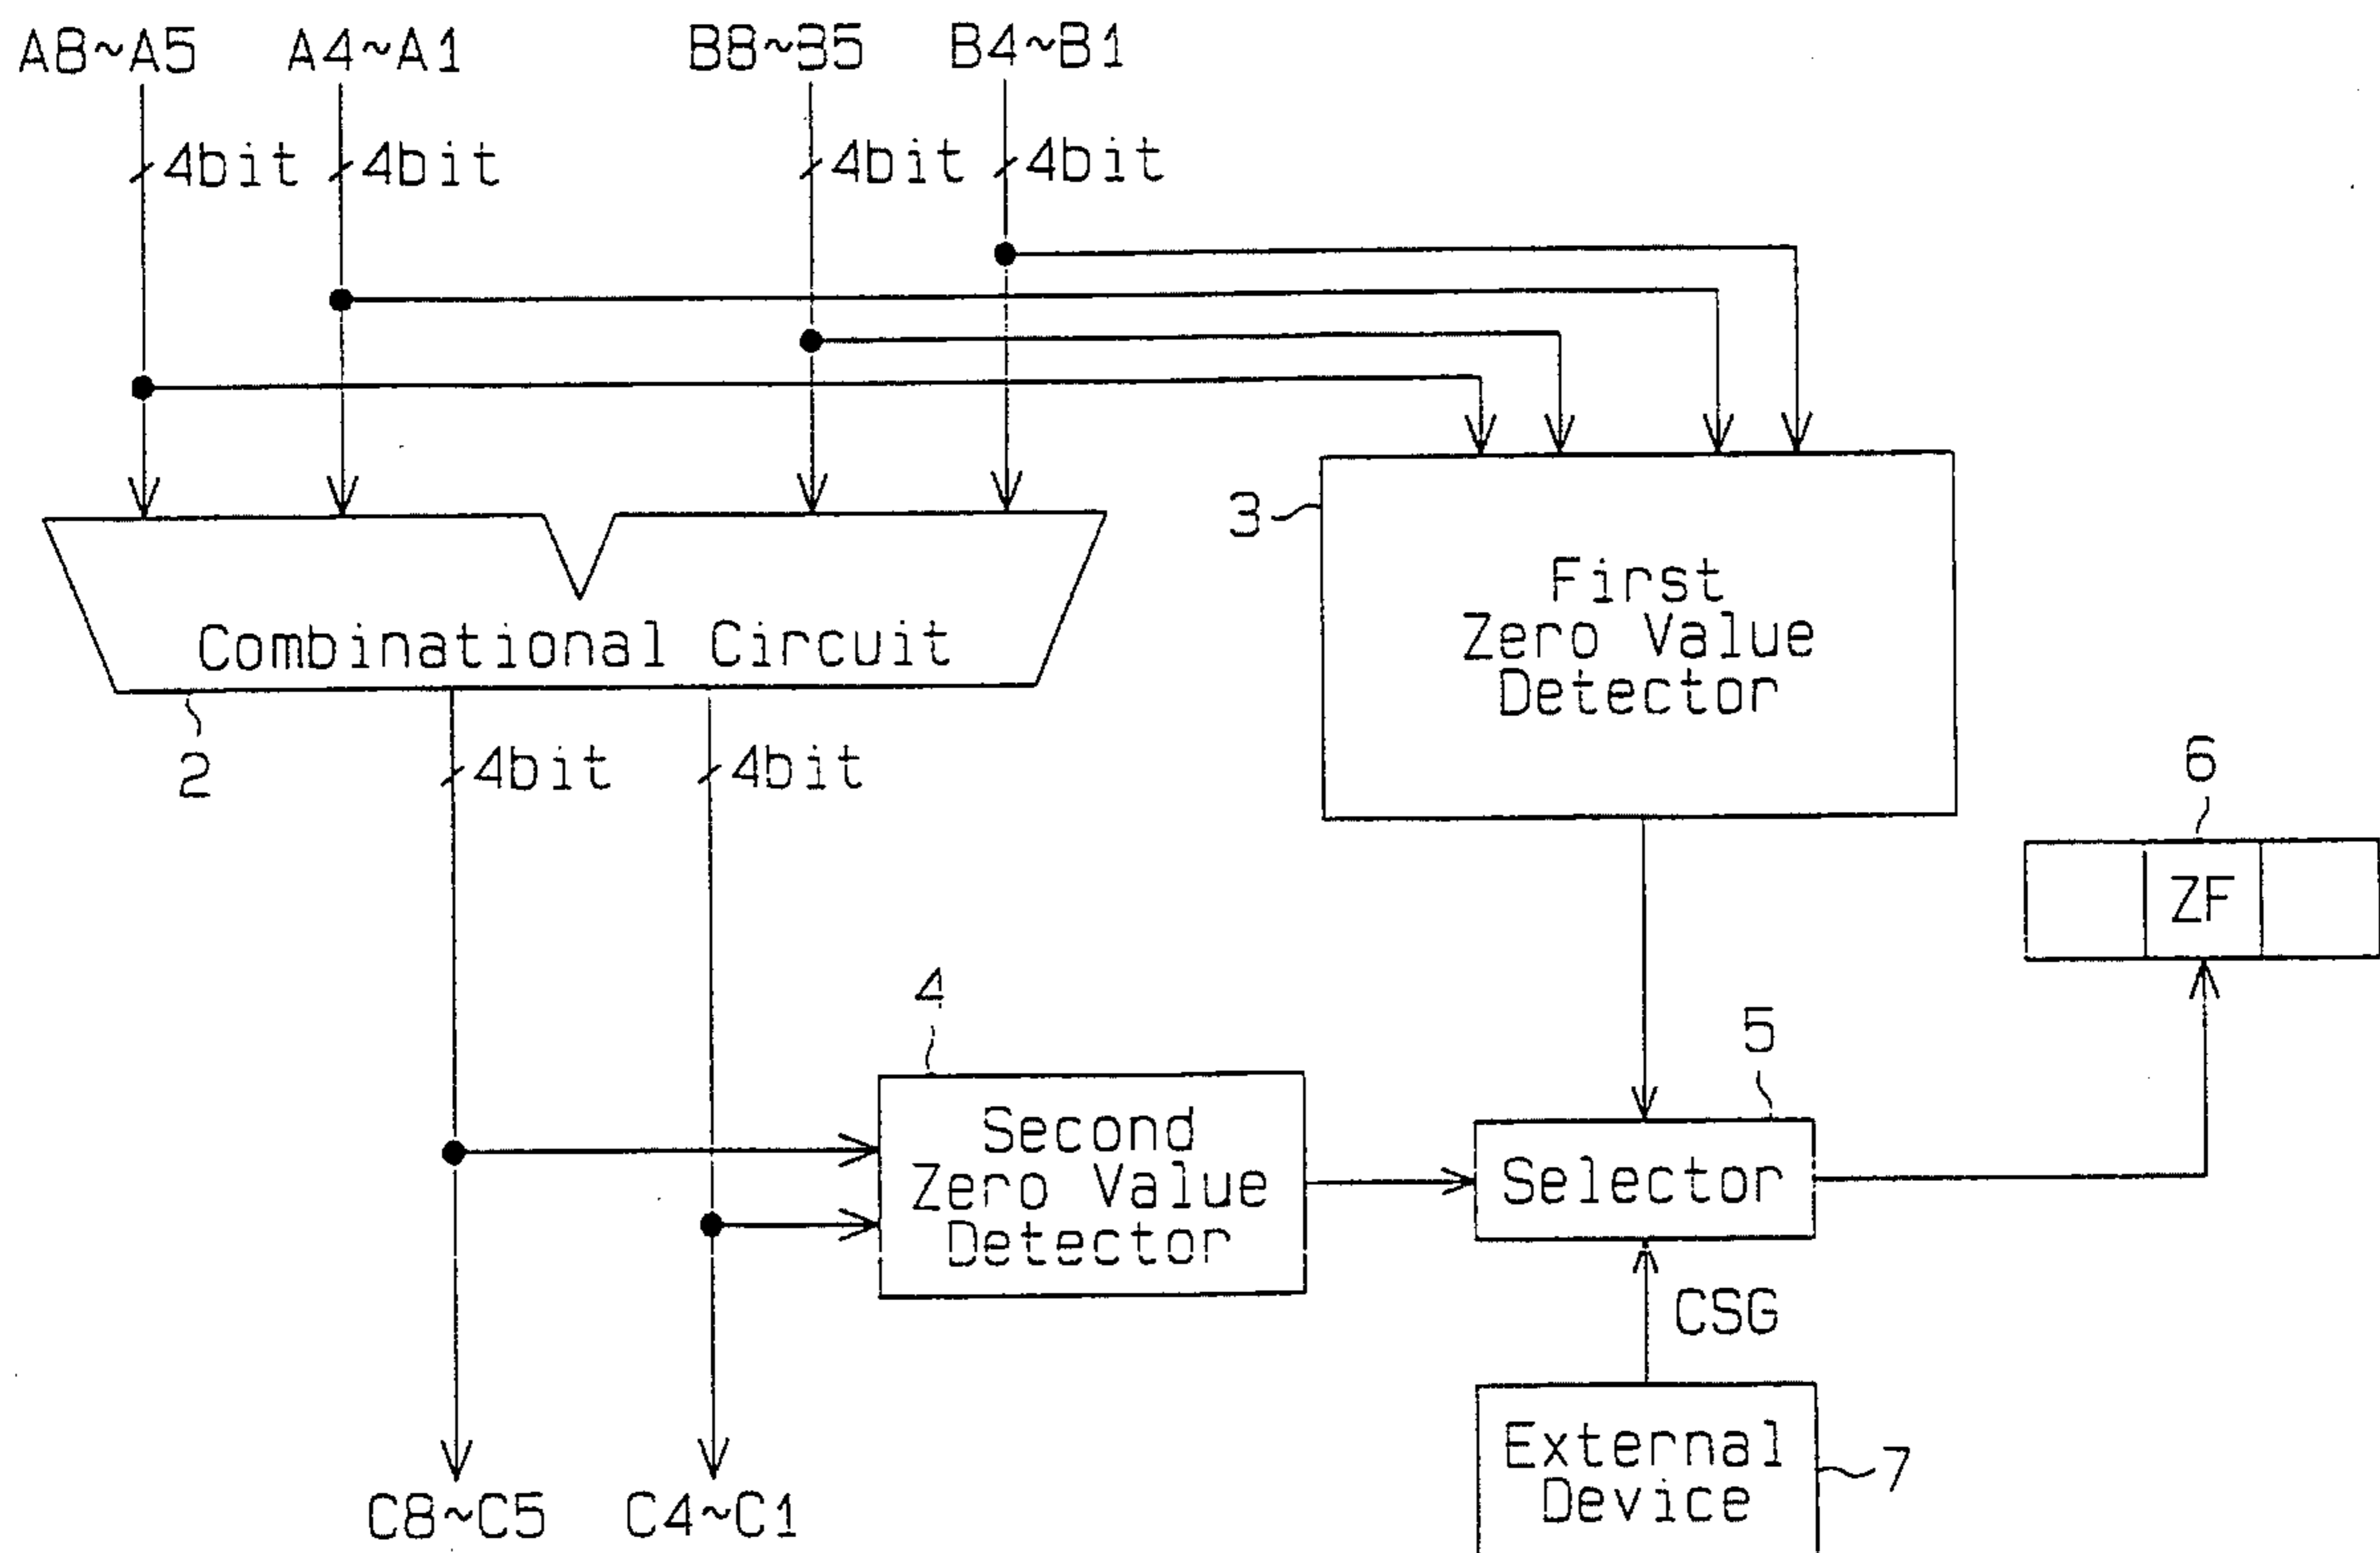 A8~A5
A4~A1
B8~B5
B4~B1
4bit
4bit
4bit
4bit
3
First
Zero Value
Detector
Combinational Circuit
2
4bit
4bit
6
ZF
4
5
Second
Zero Value
Detector
Selector
CSG
External
Device
7
C8~C5
C4~C1